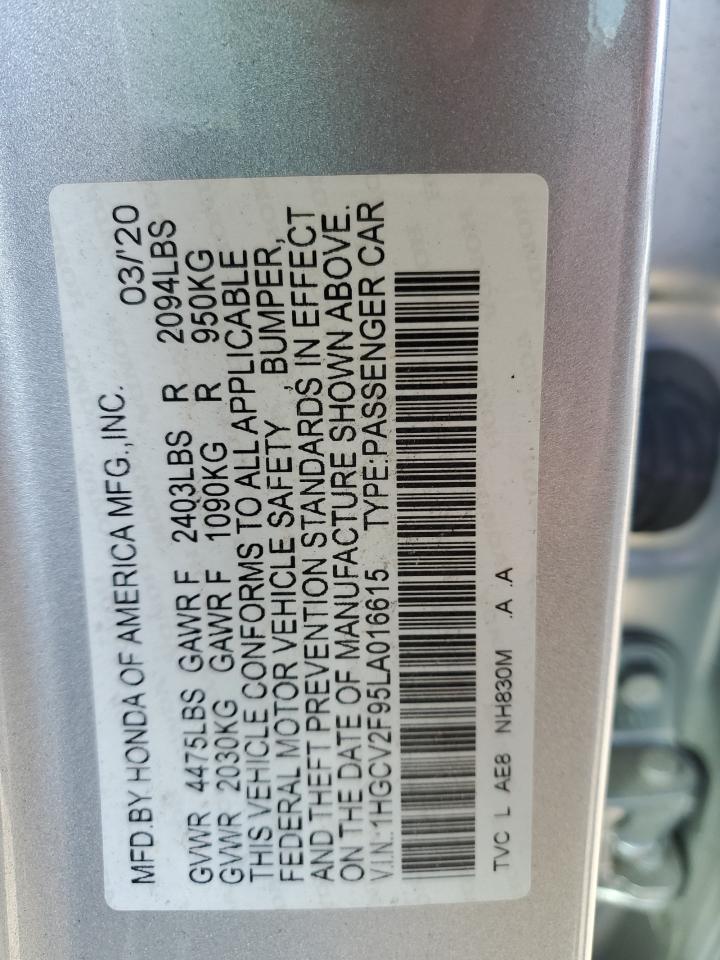 MFD.BY HONDA OF AMERICA MFG.,INC. 03/'20
GVWR 4475LBS GAWR F 2403LBS R 2094LBS
GVWR 2030KG GAWR F 1090KG R 950KG
THIS VEHICLE CONFORMS TO ALL APPLICABLE
FEDERAL MOTOR VEHICLE SAFETY , BUMPER,
AND THEFT PREVENTION STANDARDS IN EFFECT
ON THE DATE OF MANUFACTURE SHOWN ABOVE.
V.I.N.:1HGCV2F95LA016615 TYPE:PASSENGER CAR
TVC L AE8 NH830M .A .A